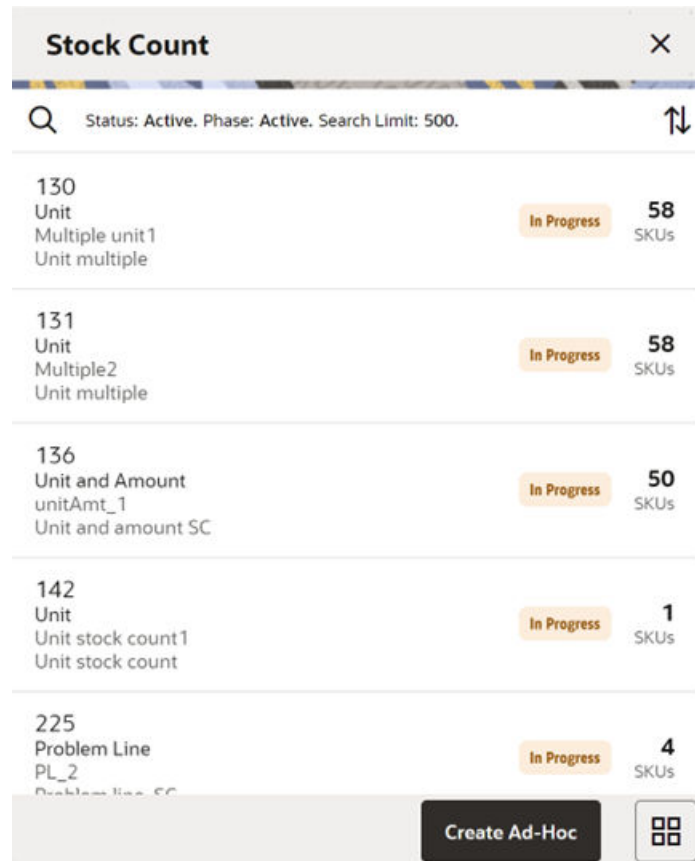 Stock Count
Status: Active. Phase: Active. Search Limit: 500.
130
Unit
Multiple unit1
Unit multiple
In Progress
58
SKUs
131
Unit
Multiple2
Unit multiple
In Progress
58
SKUs
136
Unit and Amount
unitAmt_1
Unit and amount SC
In Progress
50
SKUs
142
Unit
Unit stock count1
Unit stock count
In Progress
1
SKUs
225
Problem Line
PL_2
Problem line SC
In Progress
4
SKUs
Create Ad-Hoc